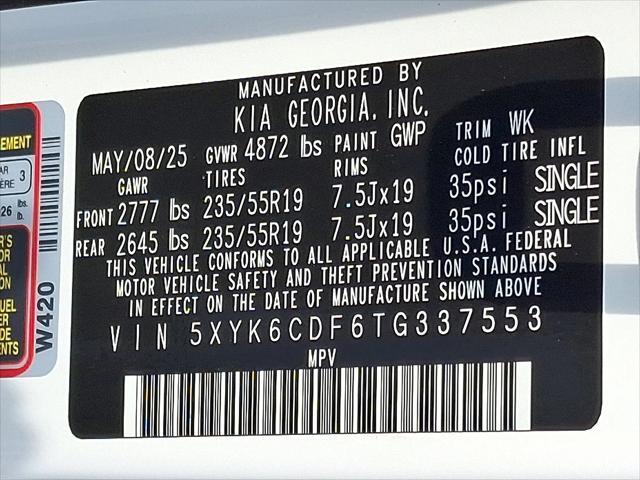 MANUFACTURED BY
KIA GEORGIA, INC.
MAY/08/25 GVWR 4872 lbs PAINT GWP TRIM WK
GAWR TIRES RIMS COLD TIRE INFL
FRONT 2777 lbs 235/55R19 7.5Jx19 35psi SINGLE
REAR 2645 lbs 235/55R19 7.5Jx19 35psi SINGLE
THIS VEHICLE CONFORMS TO ALL APPLICABLE U.S.A. FEDERAL
MOTOR VEHICLE SAFETY AND THEFT PREVENTION STANDARDS
IN EFFECT ON THE DATE OF MANUFACTURE SHOWN ABOVE
VIN 5XYK6CDF6TG337553
MPV
W420
3
26 lbs.